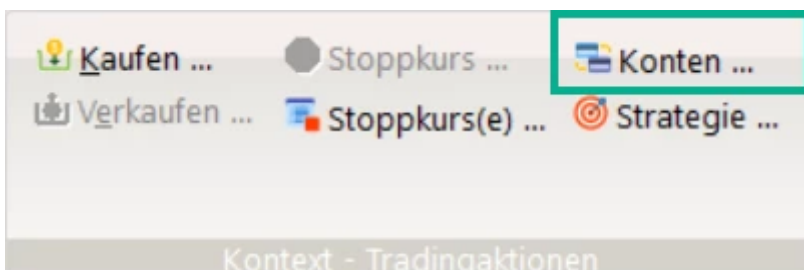 Kaufen ... Stoppkurs ... Konten ...
Verkaufen ... Stoppkurs(e) ... Strategie ...
Kontext - Tradingaktionen